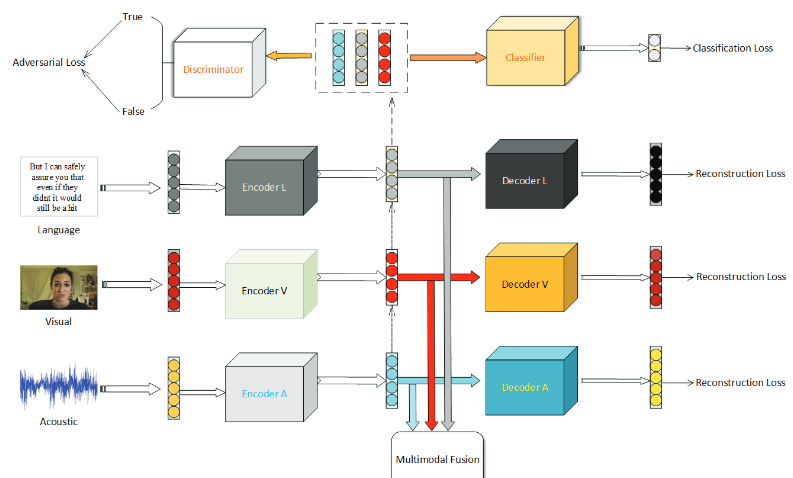 True
Adversarial Loss
Discriminator
False
Classifier
Classification Loss
But I can safely
assure you that
even if they
didnt it would
still be a hit
Language
Encoder L
Decoder L
Reconstruction Loss
Visual
Encoder V
Decoder V
Reconstruction Loss
Acoustic
Encoder A
Decoder A
Reconstruction Loss
Multimodal Fusion